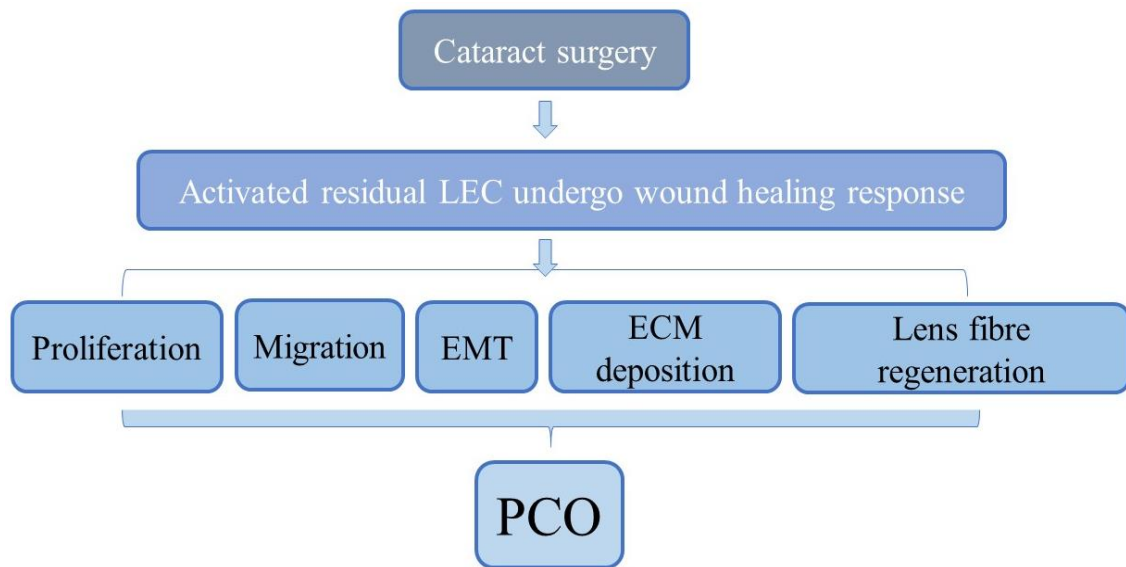 Cataract surgery
Activated residual LEC undergo wound healing response
Proliferation
Migration
EMT
ECM
deposition
Lens fibre
regeneration
PCO